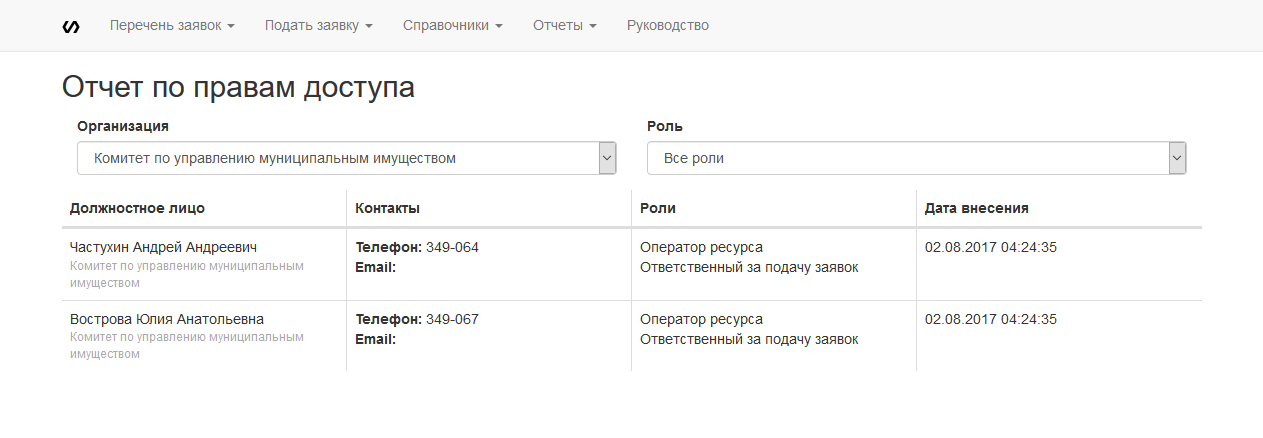 Перечень заявок Подать заявку Справочники Отчеты Руководство
Отчет по правам доступа
Организация Роль
Комитет по управлению муниципальным имуществом Все роли
Должностное лицо Контакты Роли Дата внесения
Частухин Андрей Андреевич Телефон: 349-064 Оператор ресурса 02.08.2017 04:24:35
Комитет по управлению муниципальным Email: Ответственный за подачу заявок
имуществом
Вострова Юлия Анатольевна Телефон: 349-067 Оператор ресурса 02.08.2017 04:24:35
Комитет по управлению муниципальным Email: Ответственный за подачу заявок
имуществом